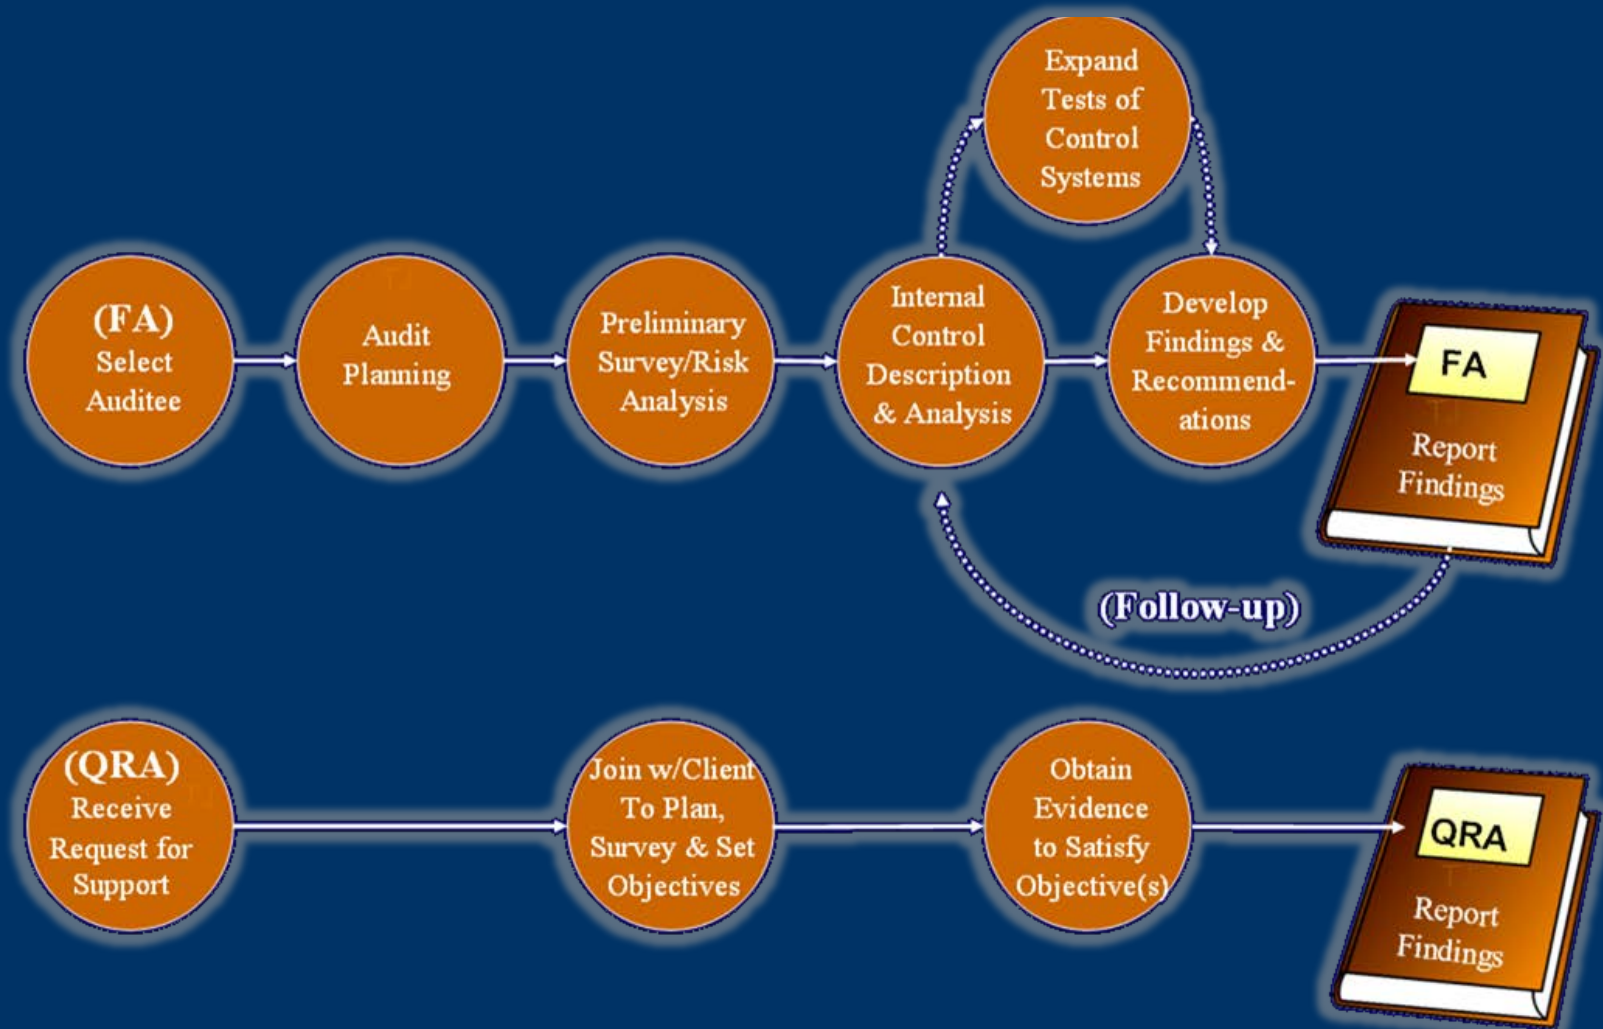 Expand
Tests of
Control
Systems
(FA)
Select
Auditee
Audit
Planning
Preliminary
Survey/Risk
Analysis
Internal
Control
Description
& Analysis
Develop
Findings &
Recommend-
ations
FA
Report
Findings
(Follow-up)
(QRA)
Receive
Request for
Support
Join w/Client
To Plan,
Survey & Set
Objectives
Obtain
Evidence
to Satisfy
Objective(s)
QRA
Report
Findings